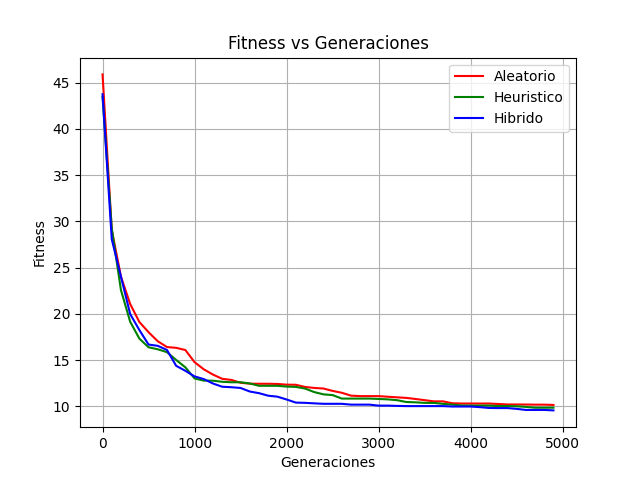 Fitness vs Generaciones
Aleatorio
Heuristico
Hibrido
45
40
35
30
25
20
15
10
Fitness
0
1000
2000
3000
4000
5000
Generaciones